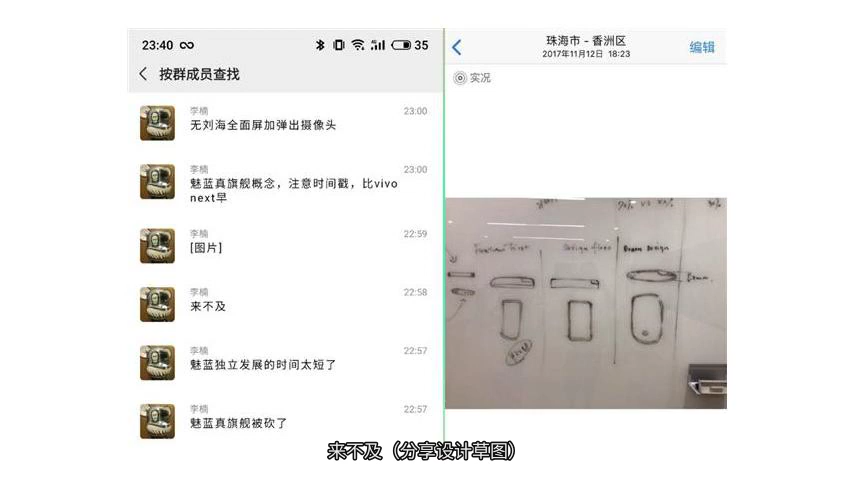 23:40
35
按群成员查找
李楠
23:00
无刘海全面屏加弹出摄像头
李楠
23:00
魅蓝真旗舰概念，注意时间戳，比vivo
next早
李楠
22:59
[图片]
李楠
22:58
来不及
李楠
22:57
魅蓝独立发展的时间太短了
李楠
22:57
魅蓝真旗舰被砍了
珠海市 - 香洲区
2017年11月12日 18:23
编辑
实况
Function First
Design first
Design
来不及（分享设计草图）